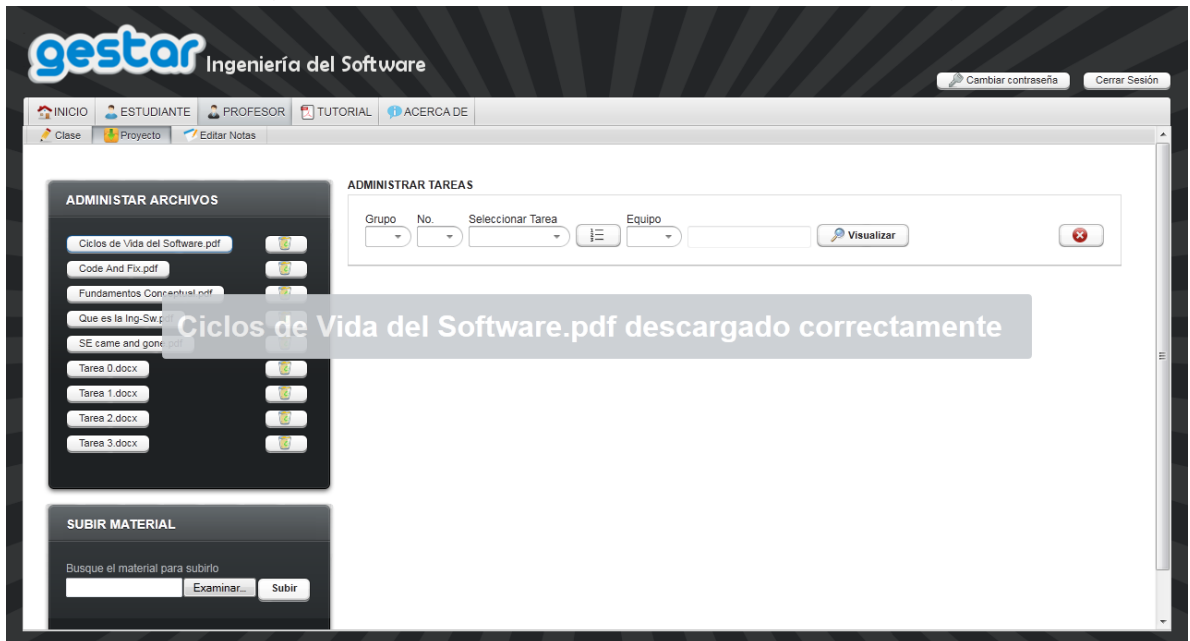 gestar Ingeniería del Software
Cambiar contraseña Cerrar Sesión
INICIO ESTUDIANTE PROFESOR TUTORIAL ACERCA DE
Clase Proyecto Editar Notas
ADMINISTAR ARCHIVOS
Ciclos de Vida del Software.pdf
Code And Fix.pdf
Fundamentos Conceptual.pdf
Que es la Ing-Sw.p
SE came and gone.pdf
Tarea 0.docx
Tarea 1.docx
Tarea 2.docx
Tarea 3.docx
SUBIR MATERIAL
Busque el material para subirlo
Examinar... Subir
ADMINISTRAR TAREAS
Grupo No. Seleccionar Tarea Equipo
Visualizar
Ciclos de Vida del Software.pdf descargado correctamente